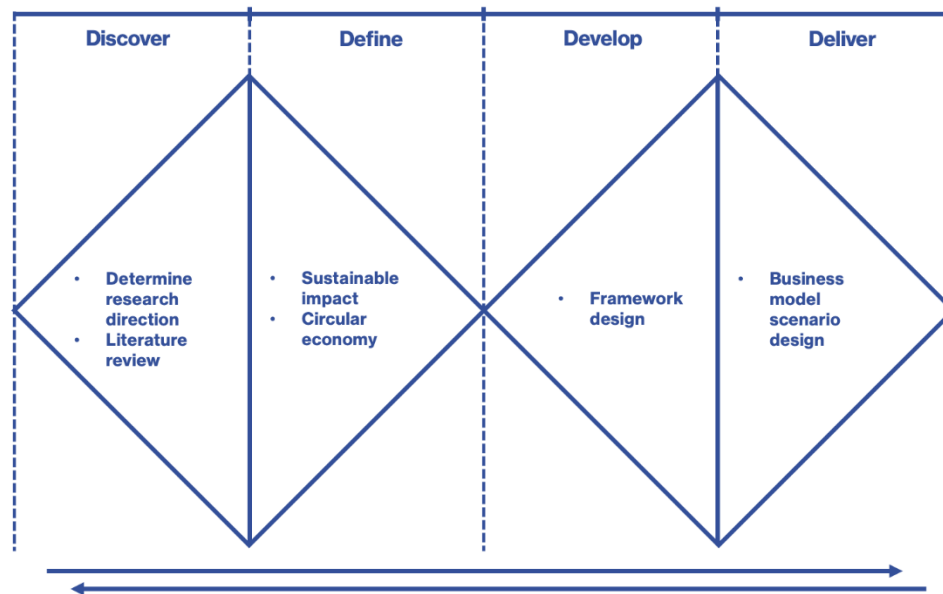 Discover
Define
Develop
Deliver
• Determine
research
direction
• Literature
review
• Sustainable
impact
• Circular
economy
• Framework
design
• Business
model
scenario
design